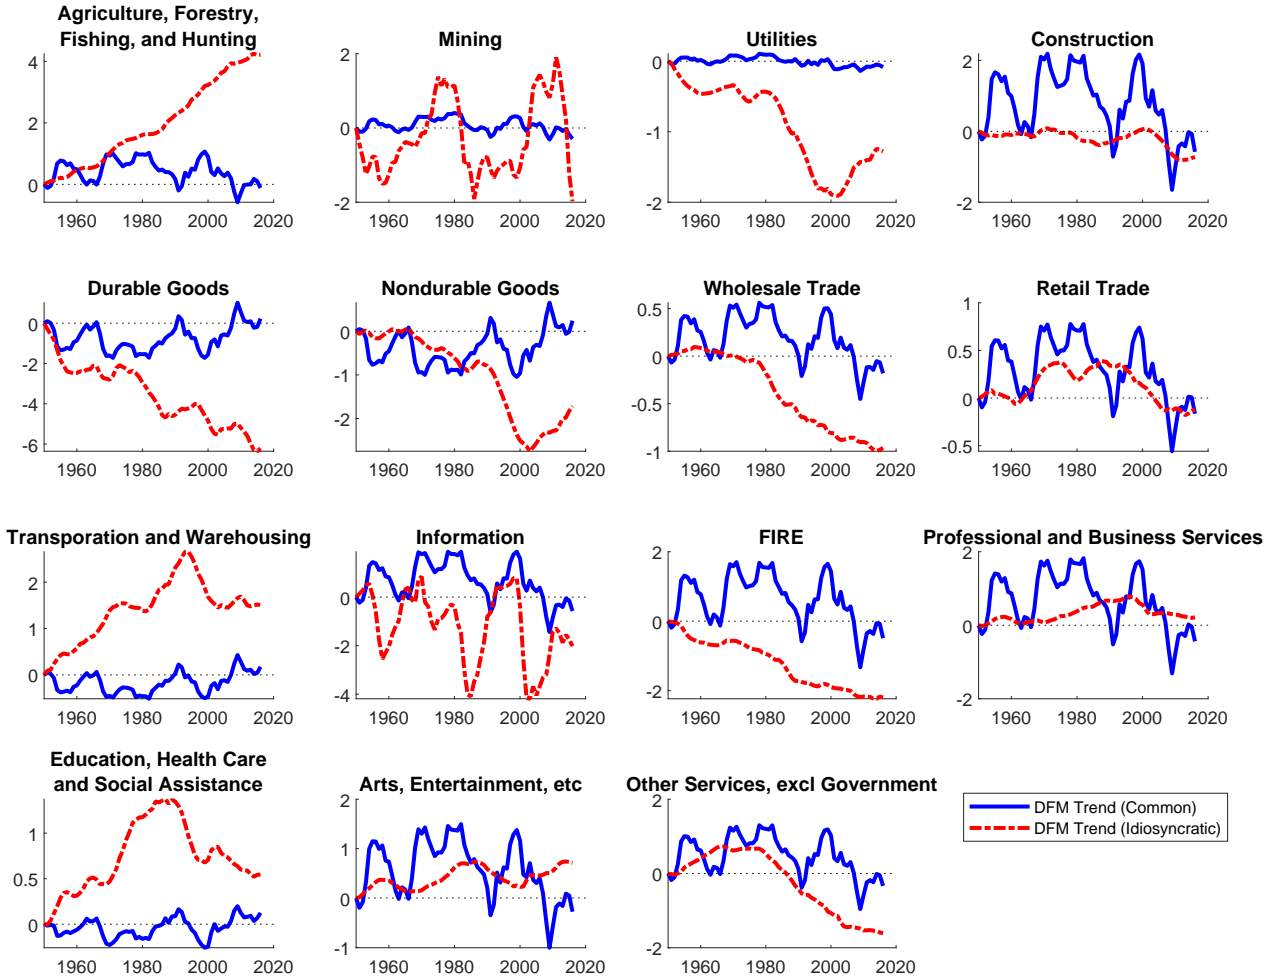 Agriculture, Forestry,
Fishing, and Hunting
4
2
0
1960 1980 2000 2020
Mining
2
0
-2
1960 1980 2000 2020
Utilities
0
-1
-2
1960 1980 2000 2020
Construction
2
0
-2
1960 1980 2000 2020
Durable Goods
0
-2
-4
-6
1960 1980 2000 2020
Nondurable Goods
0
-1
-2
1960 1980 2000 2020
Wholesale Trade
0.5
0
-0.5
-1
1960 1980 2000 2020
Retail Trade
1
0.5
0
-0.5
1960 1980 2000 2020
Transporation and Warehousing
2
1
0
1960 1980 2000 2020
Information
2
0
-2
-4
1960 1980 2000 2020
FIRE
2
0
-2
1960 1980 2000 2020
Professional and Business Services
2
0
-2
1960 1980 2000 2020
Education, Health Care
and Social Assistance
1
0.5
0
1960 1980 2000 2020
Arts, Entertainment, etc
2
1
0
-1
1960 1980 2000 2020
Other Services, excl Government
2
0
-2
1960 1980 2000 2020
DFM Trend (Common)
DFM Trend (Idiosyncratic)